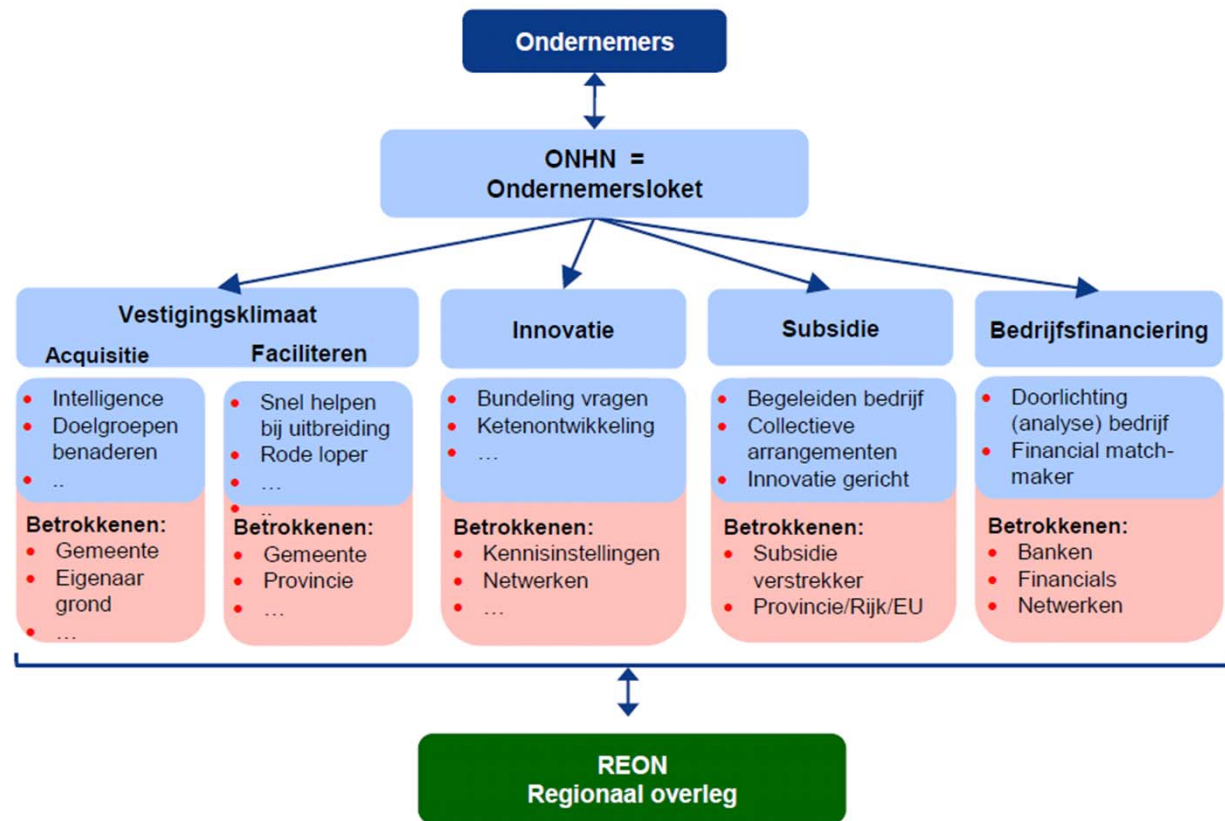 Ondernemers
ONHN =
Ondernemersloket
Vestigingsklimaat
Acquisitie
Faciliteren
Innovatie
Subsidie
Bedrijfsfinanciering
• Intelligence
• Doelgroepen
benaderen
• ..
Betrokkenen:
• Gemeente
• Eigenaar
grond
• …
• Snel helpen
bij uitbreiding
• Rode loper
• …
• ..
Betrokkenen:
• Gemeente
• Provincie
• …
• Bundeling vragen
• Ketenontwikkeling
• …
Betrokkenen:
• Kennisinstellingen
• Netwerken
• …
• Begeleiden bedrijf
• Collectieve
arrangementen
• Innovatie gericht
Betrokkenen:
• Subsidie
verstrekker
• Provincie/Rijk/EU
• Doorlichting
(analyse) bedrijf
• Financial match-
maker
Betrokkenen:
• Banken
• Financials
• Netwerken
REON
Regionaal overleg